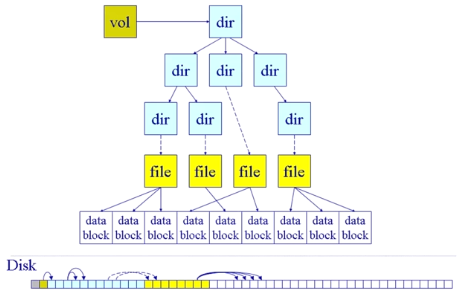 vol dir
dir dir dir
dir dir dir
file file file file
data data data data data data data data data
block block block block block block block block block
Disk